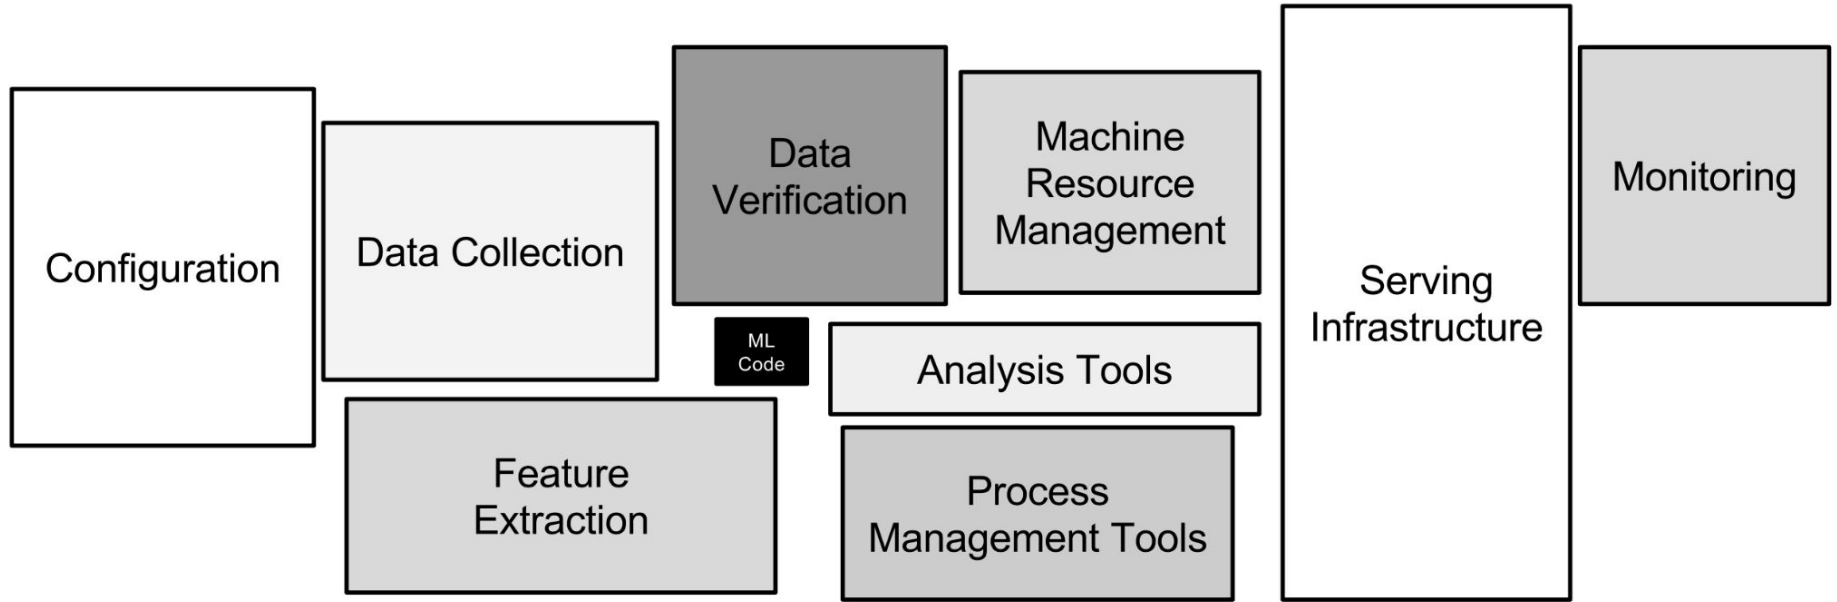 Configuration
Data Collection
Feature
Extraction
Data
Verification
ML
Code
Machine
Resource
Management
Analysis Tools
Process
Management Tools
Serving
Infrastructure
Monitoring